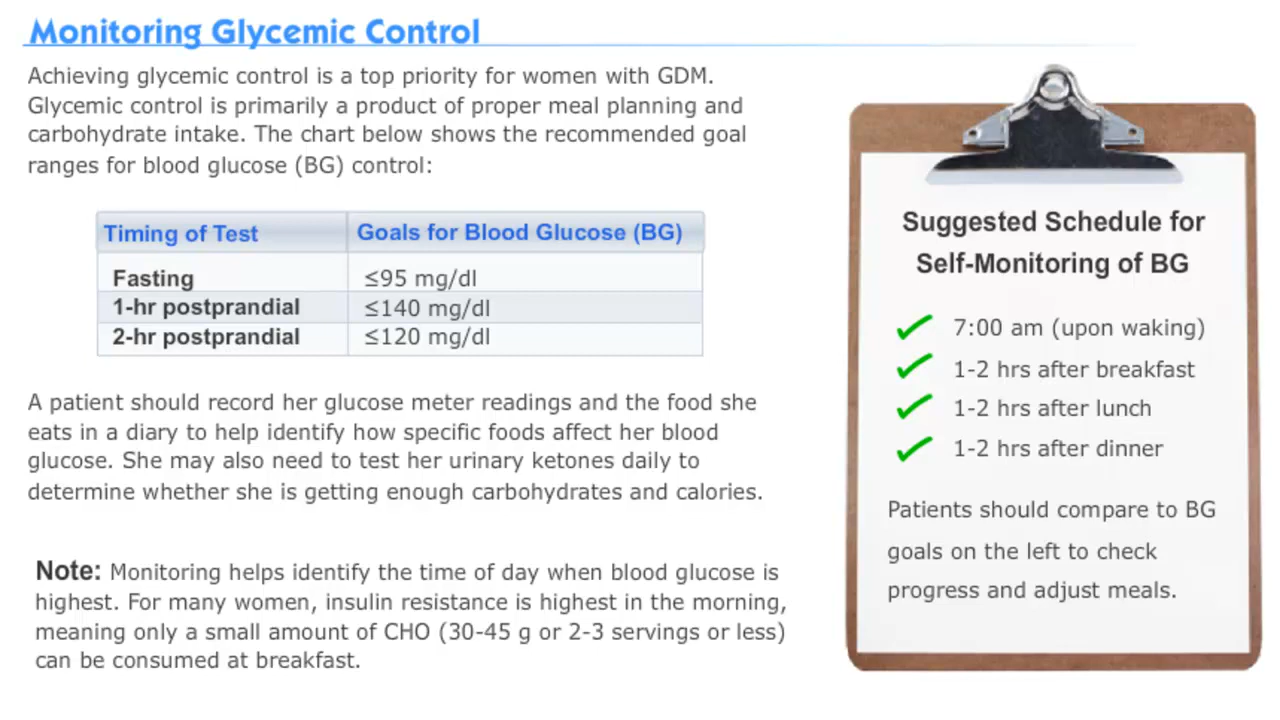 Monitoring Glycemic Control
Achieving glycemic control is a top priority for women with GDM.
Glycemic control is primarily a product of proper meal planning and
carbohydrate intake. The chart below shows the recommended goal
ranges for blood glucose (BG) control:
Timing of Test Goals for Blood Glucose (BG)
Fasting ≤95 mg/dl
1-hr postprandial ≤140 mg/dl
2-hr postprandial ≤120 mg/dl
A patient should record her glucose meter readings and the food she
eats in a diary to help identify how specific foods affect her blood
glucose. She may also need to test her urinary ketones daily to
determine whether she is getting enough carbohydrates and calories.
Note: Monitoring helps identify the time of day when blood glucose is
highest. For many women, insulin resistance is highest in the morning,
meaning only a small amount of CHO (30-45 g or 2-3 servings or less)
can be consumed at breakfast.
Suggested Schedule for
Self-Monitoring of BG
7:00 am (upon waking)
1-2 hrs after breakfast
1-2 hrs after lunch
1-2 hrs after dinner
Patients should compare to BG
goals on the left to check
progress and adjust meals.